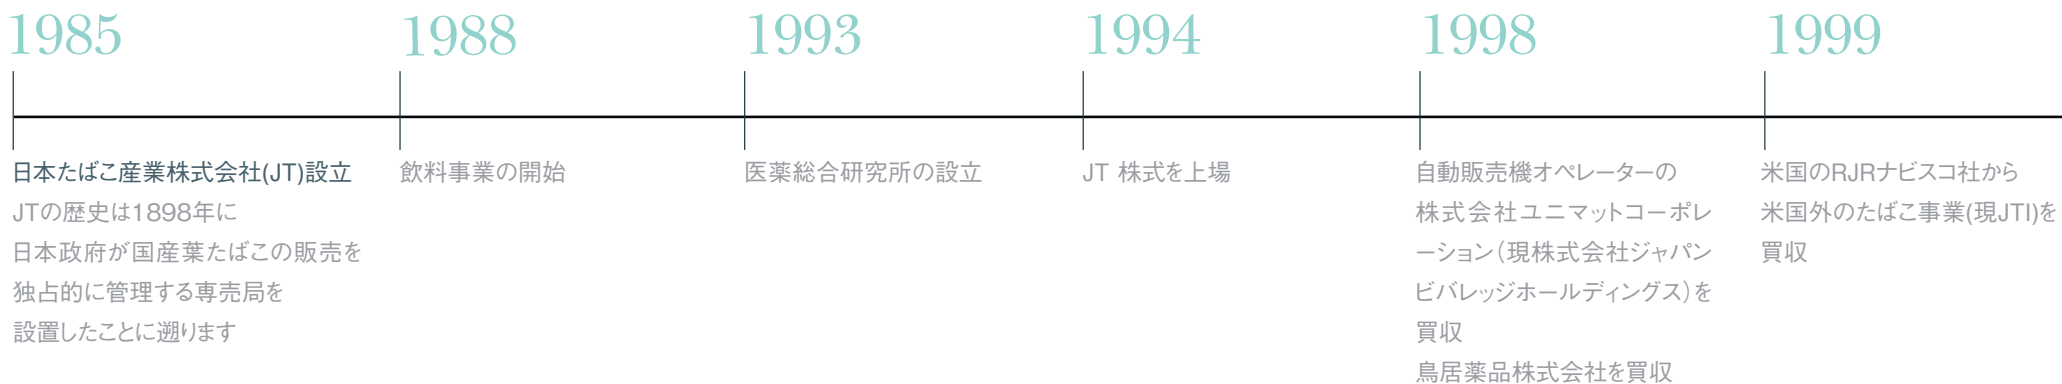 1985
日本たばこ産業株式会社(JT)設立
JTの歴史は1898年に
日本政府が国産葉たばこの販売を
独占的に管理する専売局を
設置したことに遡ります
1988
飲料事業の開始
1993
医薬総合研究所の設立
1994
JT 株式を上場
1998
自動販売機オペレーターの
株式会社ユニマットコーポレ
ーション（現株式会社ジャパン
ビバレッジホールディングス）を
買収
鳥居薬品株式会社を買収
1999
米国のRJRナビスコ社から
米国外のたばこ事業(現JTI)を
買収